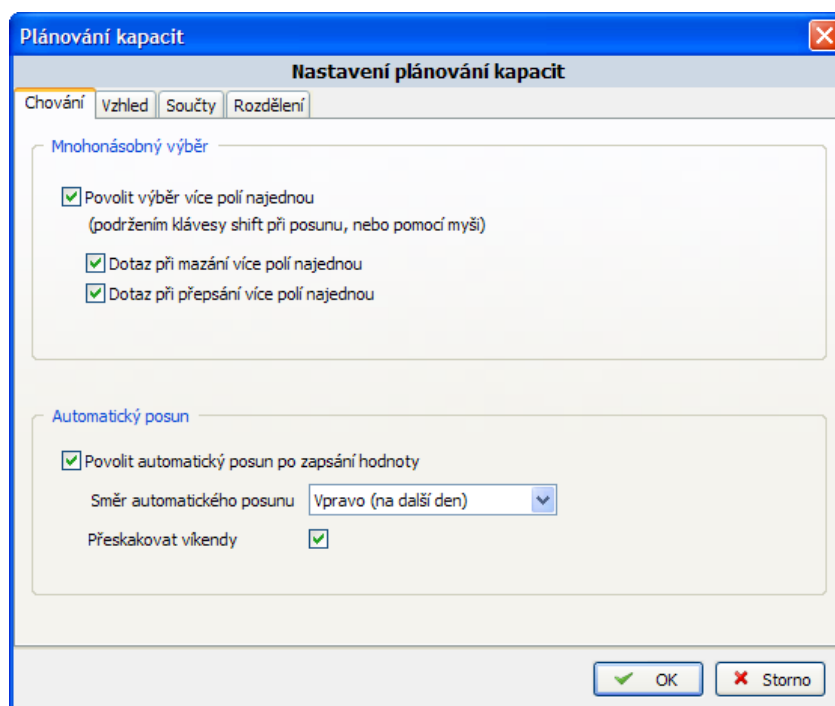 Plánování kapacit
Nastavení plánování kapacit
Chování Vzhled Součty Rozdělení
Mnohonásobný výběr
Povolit výběr více polí najednou
(podržením klávesy shift při posunu, nebo pomocí myši)
Dotaz při mazání více polí najednou
Dotaz při přepsání více polí najednou
Automatický posun
Povolit automatický posun po zapsání hodnoty
Směr automatického posunu Vpravo (na další den)
Přeskakovat víkendy
OK Storno